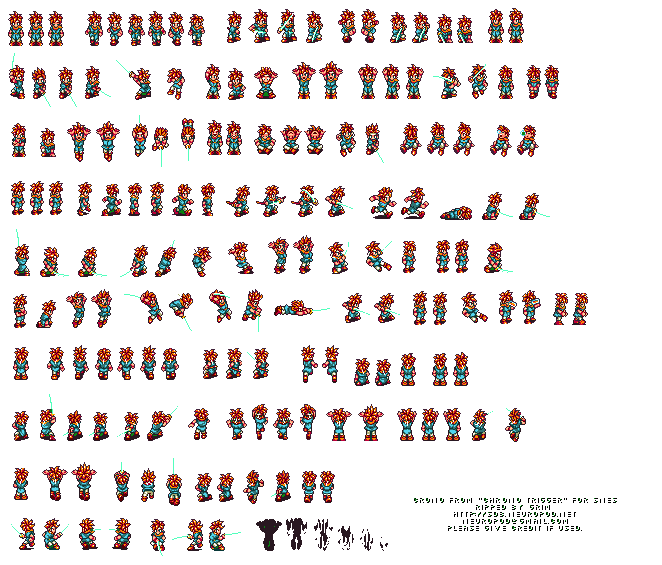 CRONO FROM "CHRONO TRIGGER" FOR SNES
RIPPED BY GRIM
HTTP://SDB.NEUROPOD.NET
NEUROPOD@GMAIL.COM
PLEASE GIVE CREDIT IF USED.